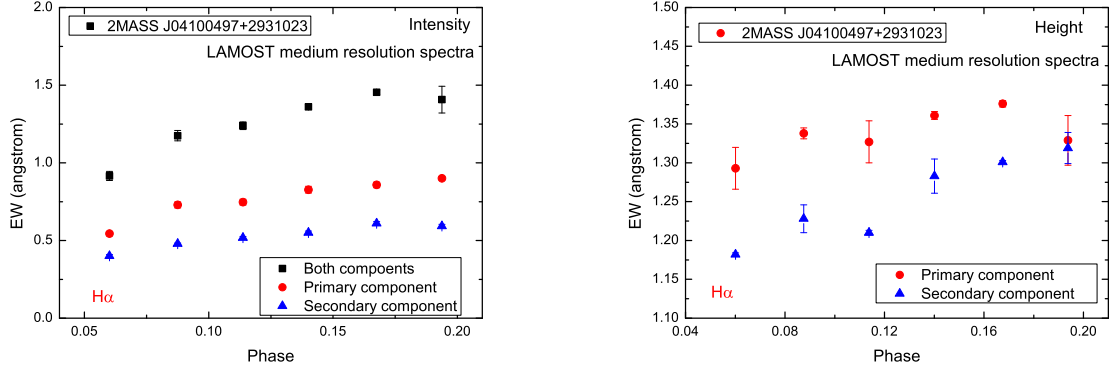 2MASS J04100497+2931023
Intensity
LAMOST medium resolution spectra
EW (angstrom)
2.0
1.5
1.0
0.5
0.0
Both compoents
Primary component
Secondary component
Hα
0.05
0.10
0.15
0.20
Phase
2MASS J04100497+2931023
Height
LAMOST medium resolution spectra
EW (angstrom)
1.50
1.45
1.40
1.35
1.30
1.25
1.20
1.15
1.10
Primary component
Secondary component
Hα
0.04
0.08
0.12
0.16
0.20
Phase